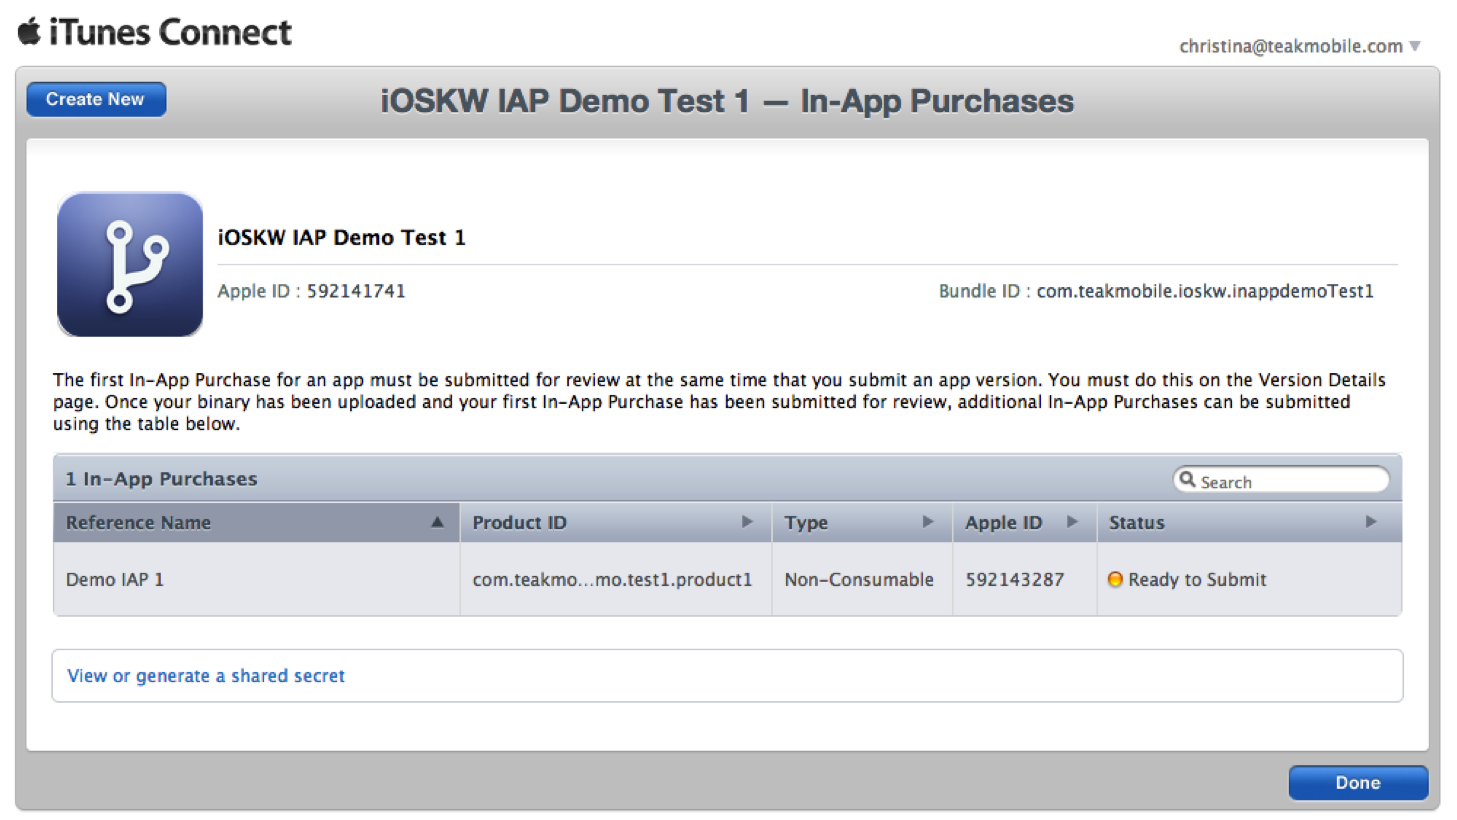 iTunes Connect
christina@teakmobile.com
Create New
iOSKW IAP Demo Test 1 — In-App Purchases
iOSKW IAP Demo Test 1
Apple ID : 592141741
Bundle ID : com.teakmobile.ioskw.inappdemoTest1
The first In-App Purchase for an app must be submitted for review at the same time that you submit an app version. You must do this on the Version Details
page. Once your binary has been uploaded and your first In-App Purchase has been submitted for review, additional In-App Purchases can be submitted
using the table below.
1 In-App Purchases
Search
Reference Name Product ID Type Apple ID Status
Demo IAP 1 com.teakmo...mo.test1.product1 Non-Consumable 592143287 Ready to Submit
View or generate a shared secret
Done